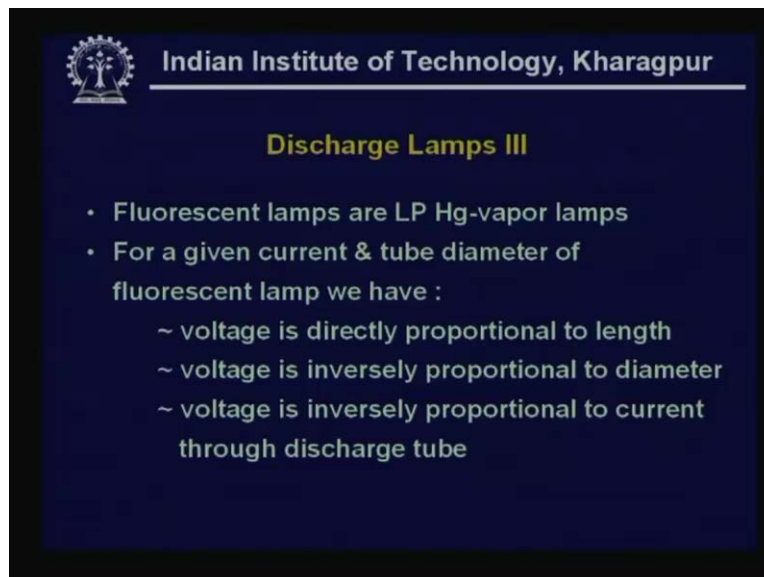 Indian Institute of Technology, Kharagpur
Discharge Lamps III
• Fluorescent lamps are LP Hg-vapor lamps
• For a given current & tube diameter of
fluorescent lamp we have :
~ voltage is directly proportional to length
~ voltage is inversely proportional to diameter
~ voltage is inversely proportional to current
through discharge tube